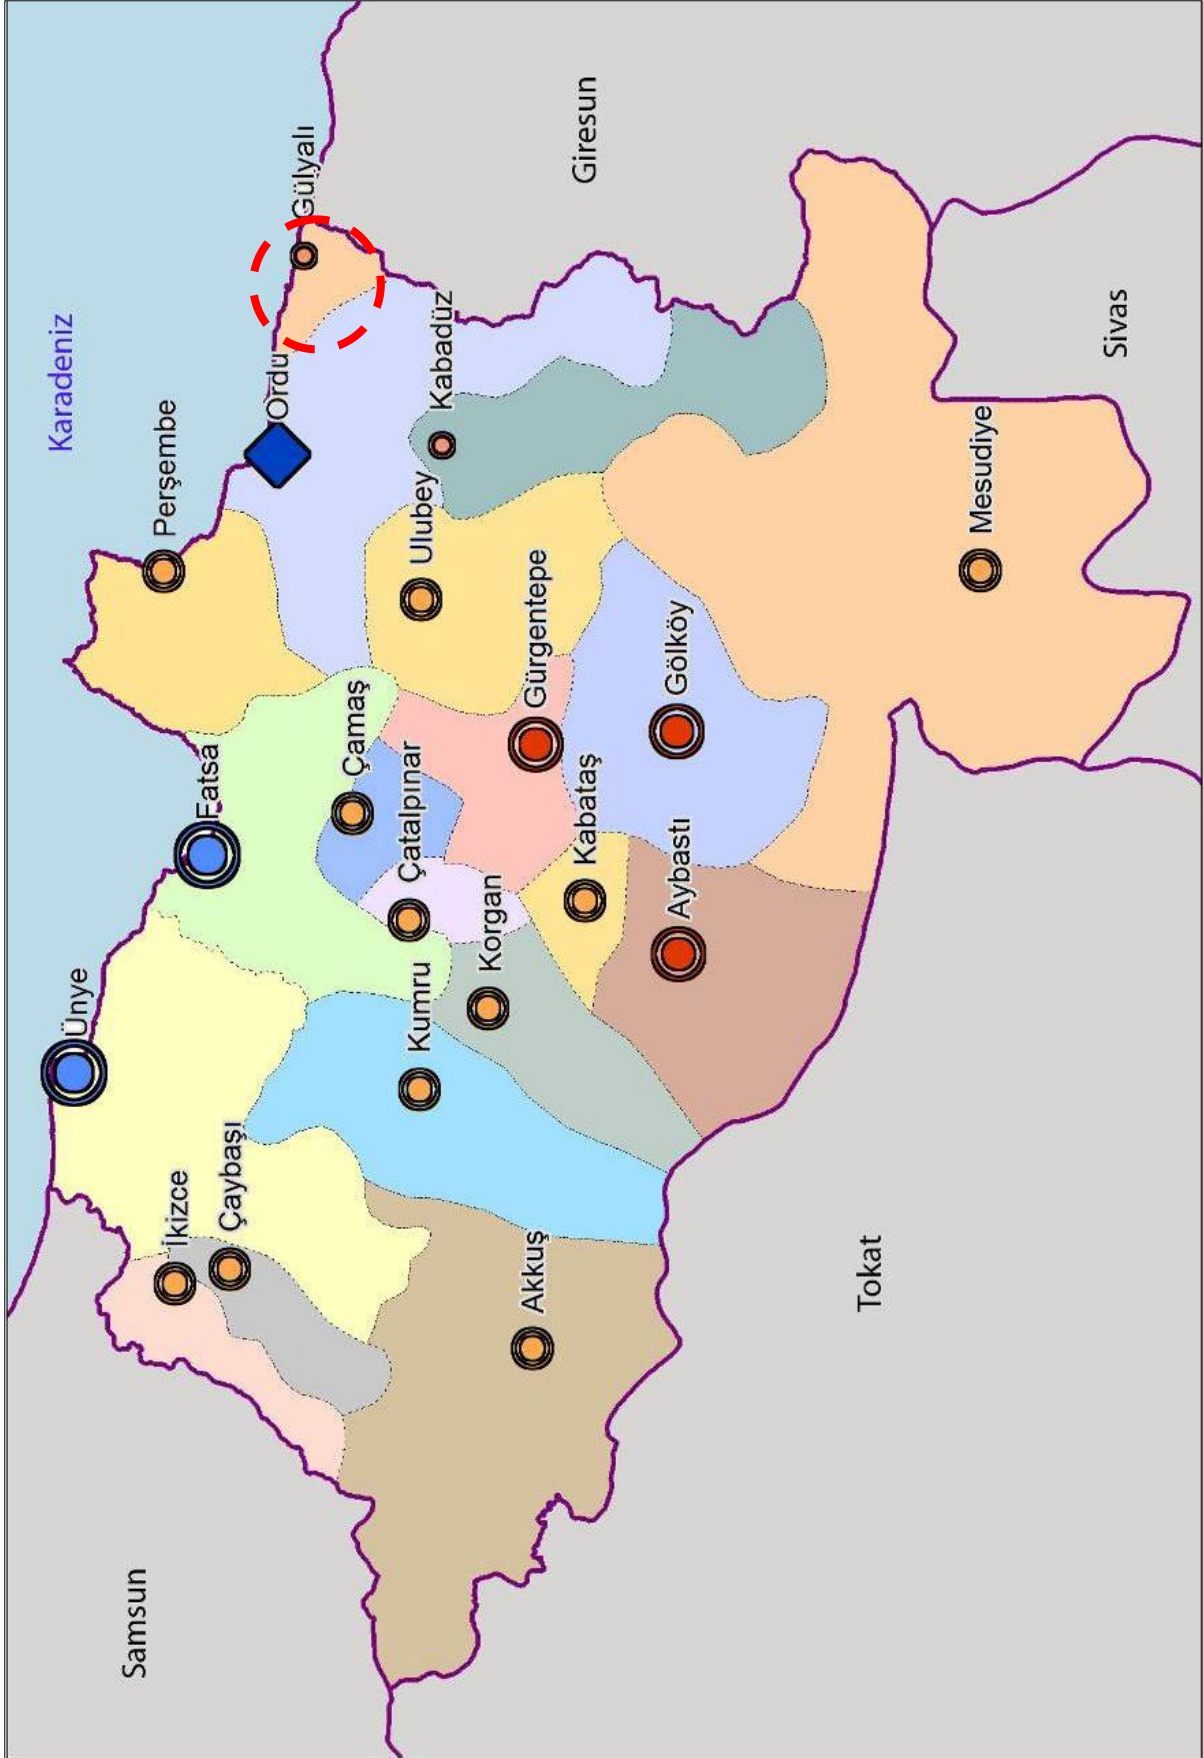 Karadeniz
Samsun
Ünye
Fatsa
Perşembe
Ordu
Gülyalı
İkizce
Çaybaşı
Çamaş
Çatalpınar
Kumru
Korgan
Ulubey
Kabadüz
Giresun
Akkuş
Gürgentepe
Kabataş
Aybastı
Gölköy
Tokat
Mesudiye
Sivas